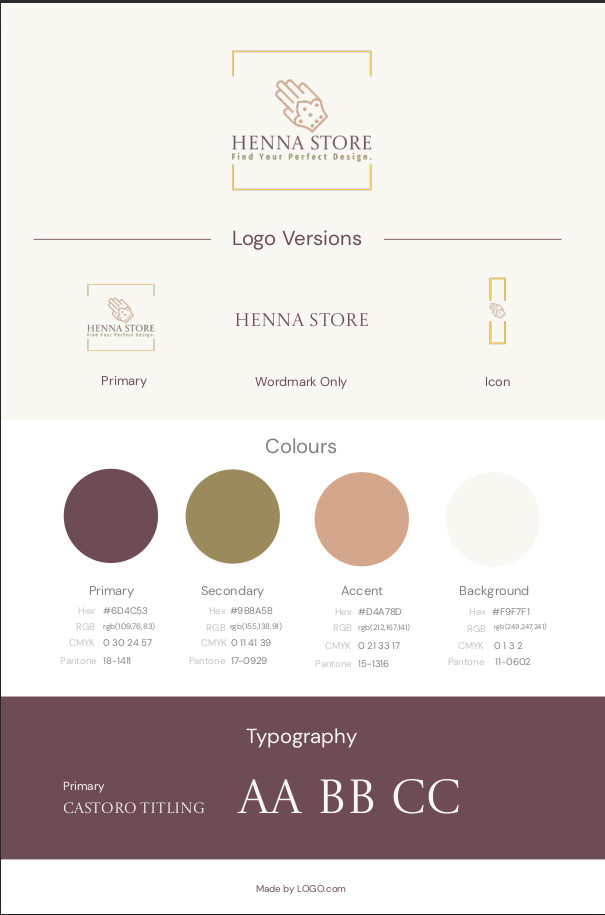 HENNA STORE
Find Your Perfect Design.
Logo Versions
HENNA STORE
Find Your Perfect Design.
HENNA STORE
Primary
Wordmark Only
Icon
Colours
Primary
Hex #6D4C53
RGB rgb(109,76,83)
CMYK 0 30 24 57
Pantone 18-1411
Secondary
Hex #9B8A5B
RGB rgb(155,138,91)
CMYK 0 11 41 39
Pantone 17-0929
Accent
Hex #D4A78D
RGB rgb(212,167,141)
CMYK 0 21 33 17
Pantone 15-1316
Background
Hex #F9F7F1
RGB rgb(249,247,241)
CMYK 0 1 3 2
Pantone 11-0602
Typography
Primary
CASTORO TITLING
AA BB CC
Made by LOGO.com